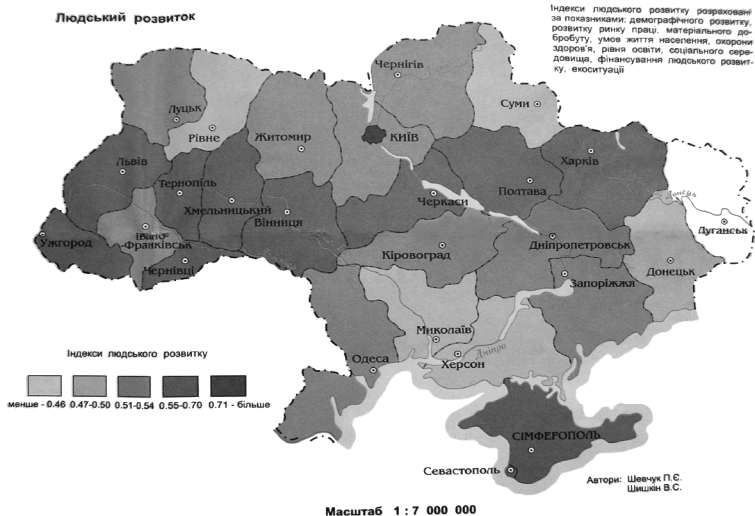 Людський розвиток
Індекси людського розвитку розраховані
за показниками: демографічного розвитку,
розвитку ринку праці, матеріального до-
бробуту, умов життя населення, охорони
здоров'я, рівня освіти, соціального сере-
довища, фінансування людського розвит-
ку, екоситуації
Чернігів
Луцьк
Рівне
Житомир
КИЇВ
Суми
Львів
Тернопіль
Хмельницький
Вінниця
Черкаси
Полтава
Харків
Донець
Луганськ
Ужгород
Івано-
Франківськ
Чернівці
Кіровоград
Дніпропетровськ
Запоріжжя
Донецьк
Миколаїв
Херсон
Дніпро
Одеса
СІМФЕРОПОЛЬ
Севастополь
Індекси людського розвитку
менше - 0.46 0.47-0.50 0.51-0.54 0.55-0.70 0.71 - більше
Автори: Шевчук П.Є.
Шишкін В.С.
Масштаб 1 : 7 000 000